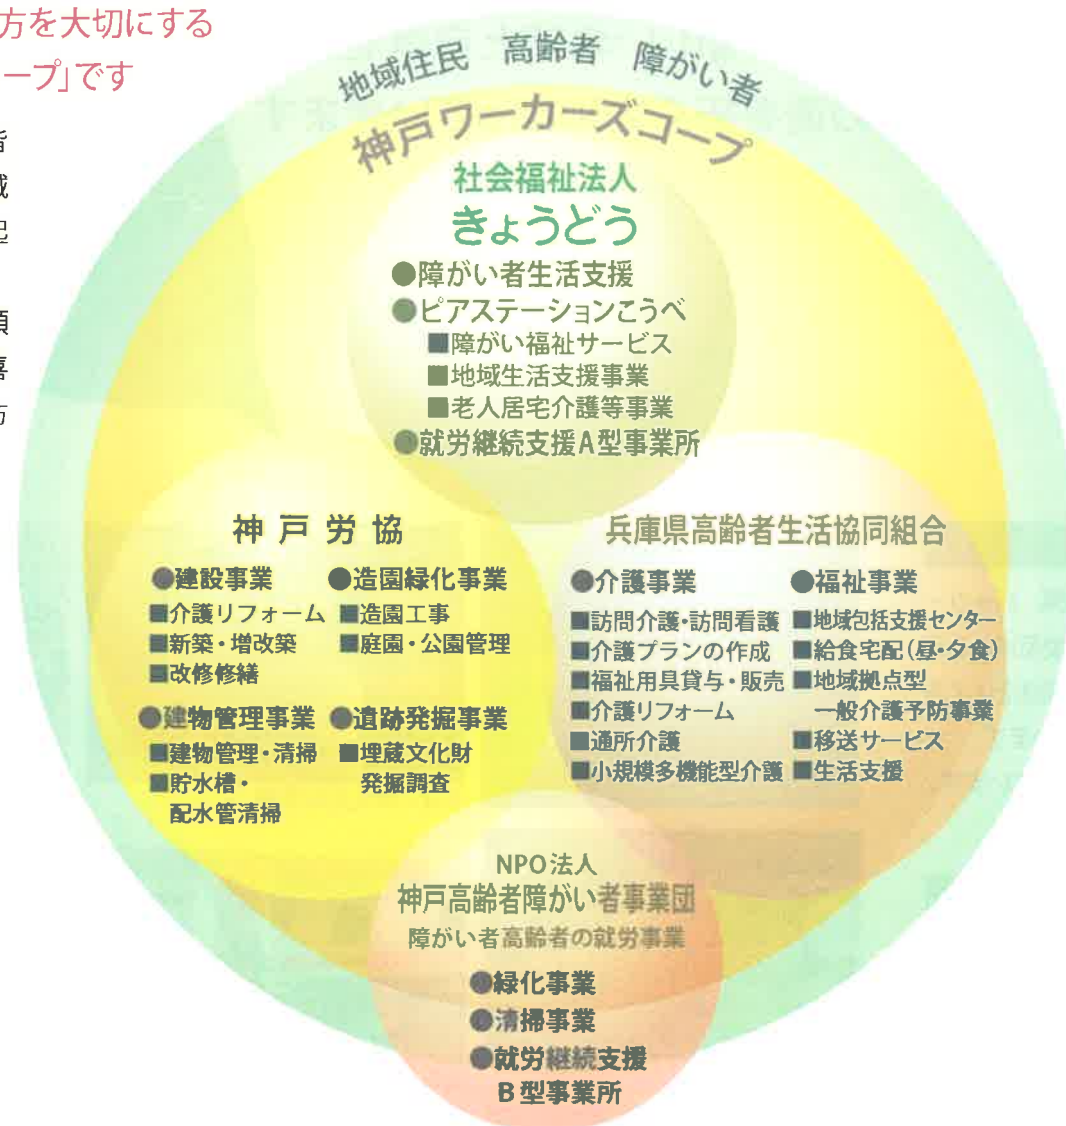 方を大切にする
ープ」です
地域住民 高齢者 障がい者
神戸ワーカーズコープ
社会福祉法人
きょうどう
●障がい者生活支援
●ピアステーションこうべ
■障がい福祉サービス
■地域生活支援事業
■老人居宅介護等事業
●就労継続支援A型事業所
神戸労協
●建設事業
■介護リフォーム
■新築・増改築
■改修修繕
●造園緑化事業
■造園工事
■庭園・公園管理
●建物管理事業
■建物管理・清掃
■貯水槽・
配水管清掃
●遺跡発掘事業
■埋蔵文化財
発掘調査
兵庫県高齢者生活協同組合
●介護事業
■訪問介護・訪問看護
■介護プランの作成
■福祉用具貸与・販売
■介護リフォーム
■通所介護
■小規模多機能型介護
●福祉事業
■地域包括支援センター
■給食宅配(昼・夕食)
■地域拠点型
一般介護予防事業
■移送サービス
■生活支援
NPO法人
神戸高齢者障がい者事業団
障がい者高齢者の就労事業
●緑化事業
●清掃事業
●就労継続支援
B型事業所